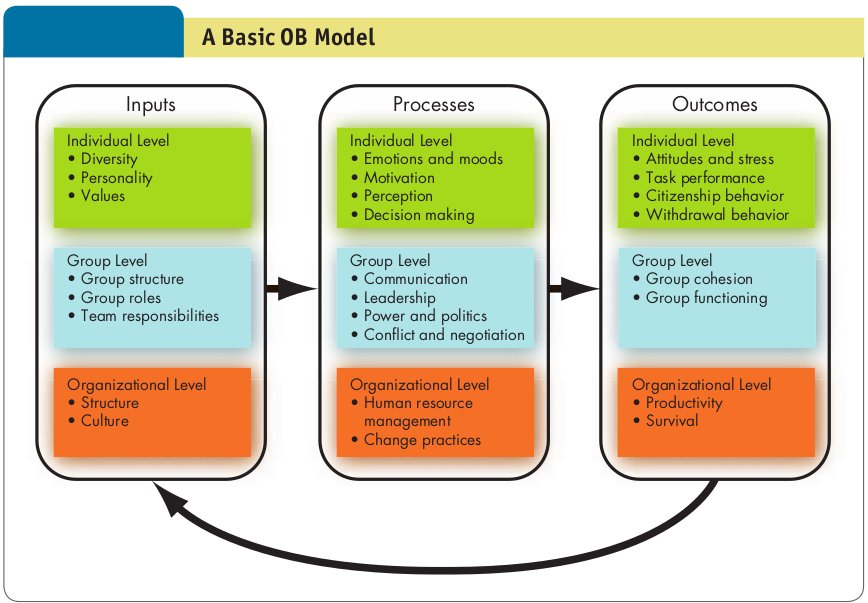 A Basic OB Model
Inputs
Individual Level
• Diversity
• Personality
• Values
Group Level
• Group structure
• Group roles
• Team responsibilities
Organizational Level
• Structure
• Culture
Processes
Individual Level
• Emotions and moods
• Motivation
• Perception
• Decision making
Group Level
• Communication
• Leadership
• Power and politics
• Conflict and negotiation
Organizational Level
• Human resource
management
• Change practices
Outcomes
Individual Level
• Attitudes and stress
• Task performance
• Citizenship behavior
• Withdrawal behavior
Group Level
• Group cohesion
• Group functioning
Organizational Level
• Productivity
• Survival